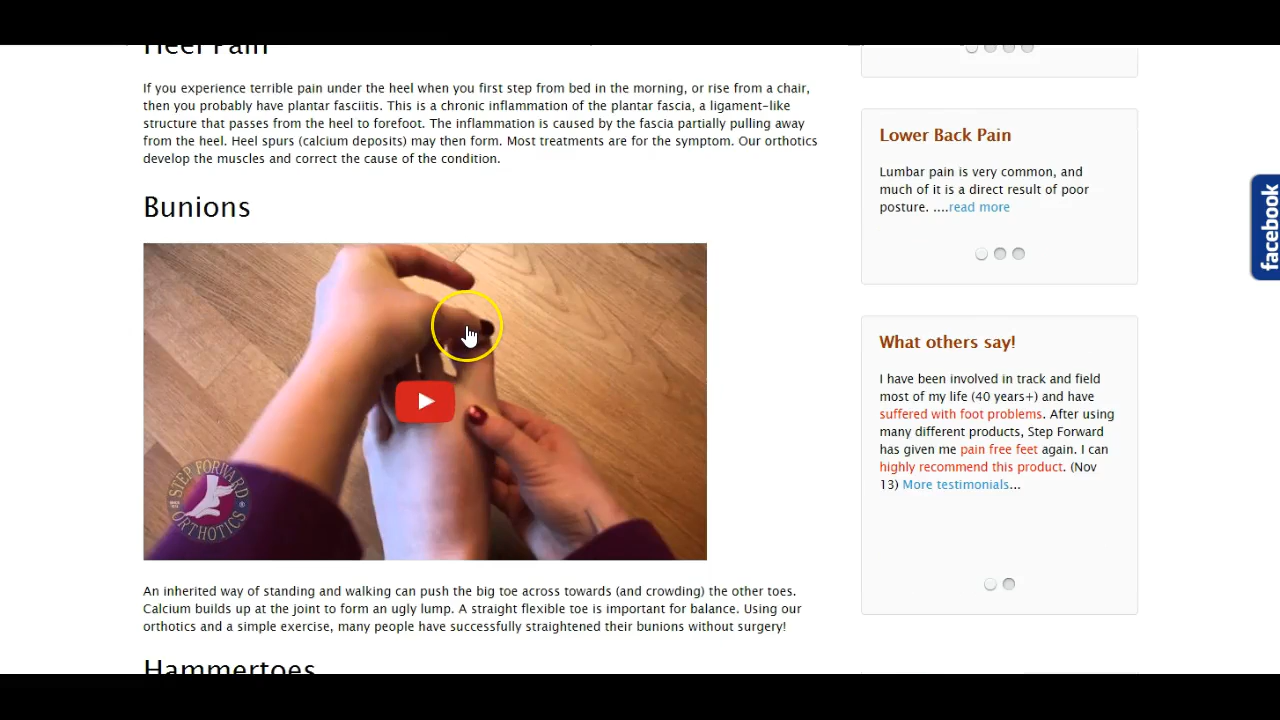 Heel Pain
If you experience terrible pain under the heel when you first step from bed in the morning, or rise from a chair,
then you probably have plantar fasciitis. This is a chronic inflammation of the plantar fascia, a ligament-like
structure that passes from the heel to forefoot. The inflammation is caused by the fascia partially pulling away
from the heel. Heel spurs (calcium deposits) may then form. Most treatments are for the symptom. Our orthotics
develop the muscles and correct the cause of the condition.
Bunions
STEP FORWARD
ORTHOTICS
An inherited way of standing and walking can push the big toe across towards (and crowding) the other toes.
Calcium builds up at the joint to form an ugly lump. A straight flexible toe is important for balance. Using our
orthotics and a simple exercise, many people have successfully straightened their bunions without surgery!
Hammertoes
Lower Back Pain
Lumbar pain is very common, and
much of it is a direct result of poor
posture. ....read more
What others say!
I have been involved in track and field
most of my life (40 years+) and have
suffered with foot problems. After using
many different products, Step Forward
has given me pain free feet again. I can
highly recommend this product. (Nov
13) More testimonials...
facebook